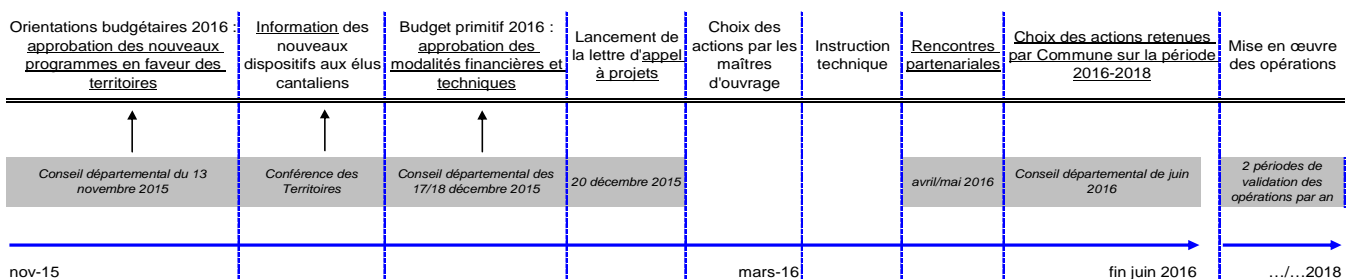 Orientations budgétaires 2016 :
approbation des nouveaux
programmes en faveur des
territoires
Information des
nouveaux
dispositifs aux élus
cantaliens
Budget primitif 2016 :
approbation des
modalités financières et
techniques
Lancement de
la lettre d'appel
à projets
Choix des
actions par les
maîtres
d'ouvrage
Instruction
technique
Rencontres
partenariales
Choix des actions retenues
par Commune sur la période
2016-2018
Mise en œuvre
des opérations
Conseil départemental du 13
novembre 2015
Conférence des
Territoires
Conseil départemental des
17/18 décembre 2015
20 décembre 2015
avril/mai 2016
Conseil départemental de juin
2016
2 périodes de
validation des
opérations par an
nov-15
mars-16
fin juin 2016
.../...2018